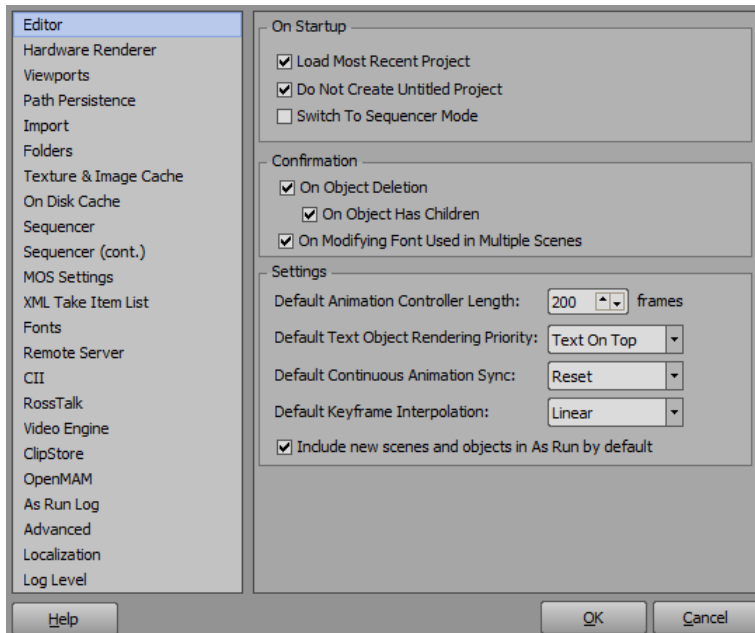 Editor
Hardware Renderer
Viewports
Path Persistence
Import
Folders
Texture & Image Cache
On Disk Cache
Sequencer
Sequencer (cont.)
MOS Settings
XML Take Item List
Fonts
Remote Server
CII
RossTalk
Video Engine
ClipStore
OpenMAM
As Run Log
Advanced
Localization
Log Level
On Startup
Load Most Recent Project
Do Not Create Untitled Project
Switch To Sequencer Mode
Confirmation
On Object Deletion
On Object Has Children
On Modifying Font Used in Multiple Scenes
Settings
Default Animation Controller Length: 200 frames
Default Text Object Rendering Priority: Text On Top
Default Continuous Animation Sync: Reset
Default Keyframe Interpolation: Linear
Include new scenes and objects in As Run by default
Help OK Cancel